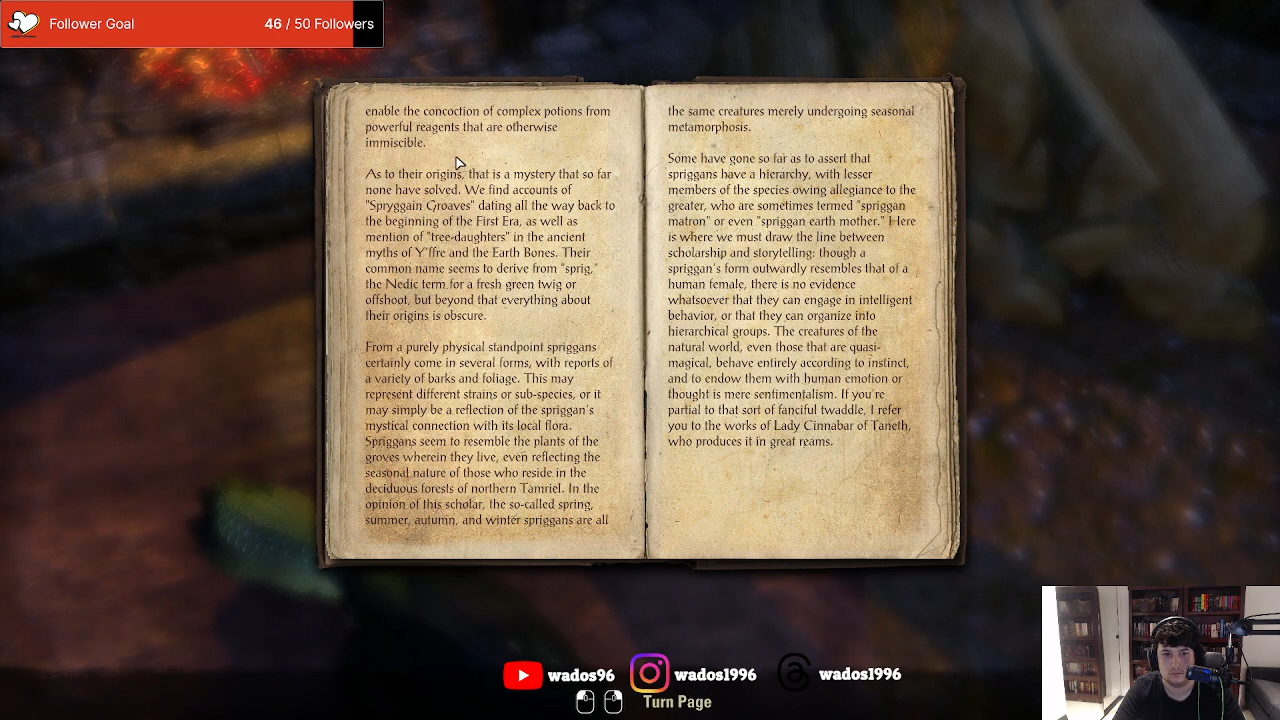 Follower Goal
46 / 50 Followers
enable the concoction of complex potions from
powerful reagents that are otherwise
immiscible.
As to their origins, that is a mystery that so far
none have solved. We find accounts of
"Spryggain Groaves" dating all the way back to
the beginning of the First Era, as well as
mention of "tree-daughters" in the ancient
myths of Y'ffre and the Earth Bones. Their
common name seems to derive from "sprig,"
the Nedic term for a fresh green twig or
offshoot, but beyond that everything about
their origins is obscure.
From a purely physical standpoint spriggans
certainly come in several forms, with reports of
a variety of barks and foliage. This may
represent different strains or sub-species, or it
may simply be a reflection of the spriggan's
mystical connection with its local flora.
Spriggans seem to resemble the plants of the
groves wherein they live, even reflecting the
seasonal nature of those who reside in the
deciduous forests of northern Tamriel. In the
opinion of this scholar, the so-called spring,
summer, autumn, and winter spriggans are all
the same creatures merely undergoing seasonal
metamorphosis.
Some have gone so far as to assert that
spriggans have a hierarchy, with lesser
members of the species owing allegiance to the
greater, who are sometimes termed "spriggan
matron" or even "spriggan earth mother." Here
is where we must draw the line between
scholarship and storytelling: though a
spriggan's form outwardly resembles that of a
human female, there is no evidence
whatsoever that they can engage in intelligent
behavior, or that they can organize into
hierarchical groups. The creatures of the
natural world, even those that are quasi-
magical, behave entirely according to instinct,
and to endow them with human emotion or
thought is mere sentimentalism. If you're
partial to that sort of fanciful twaddle, I refer
you to the works of Lady Cinnabar of Taneth,
who produces it in great reams.
wados96
wados1996
wados1996
Turn Page